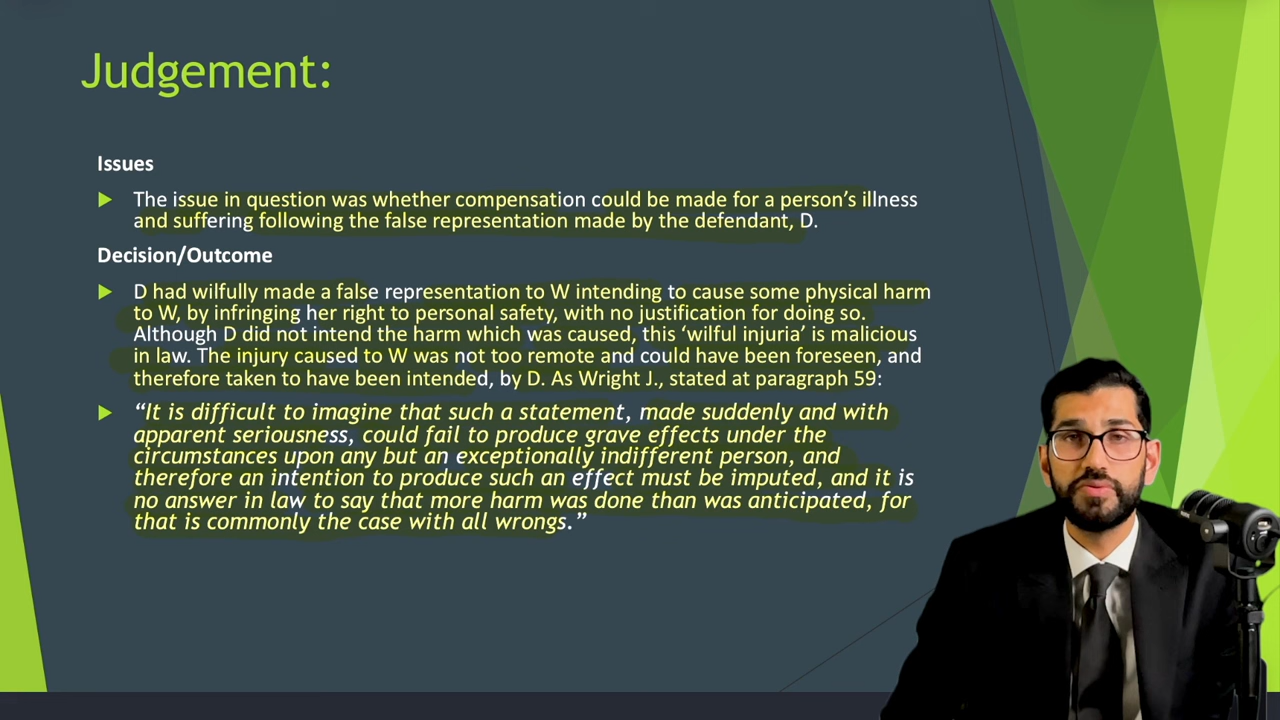 Judgement:
Issues
The issue in question was whether compensation could be made for a person’s illness
and suffering following the false representation made by the defendant, D.
Decision/Outcome
D had wilfully made a false representation to W intending to cause some physical harm
to W, by infringing her right to personal safety, with no justification for doing so.
Although D did not intend the harm which was caused, this ‘wilful injuria’ is malicious
in law. The injury caused to W was not too remote and could have been foreseen, and
therefore taken to have been intended, by D. As Wright J., stated at paragraph 59:
“It is difficult to imagine that such a statement, made suddenly and with
apparent seriousness, could fail to produce grave effects under the
circumstances upon any but an exceptionally indifferent person, and
therefore an intention to produce such an effect must be imputed, and it is
no answer in law to say that more harm was done than was anticipated, for
that is commonly the case with all wrongs.”